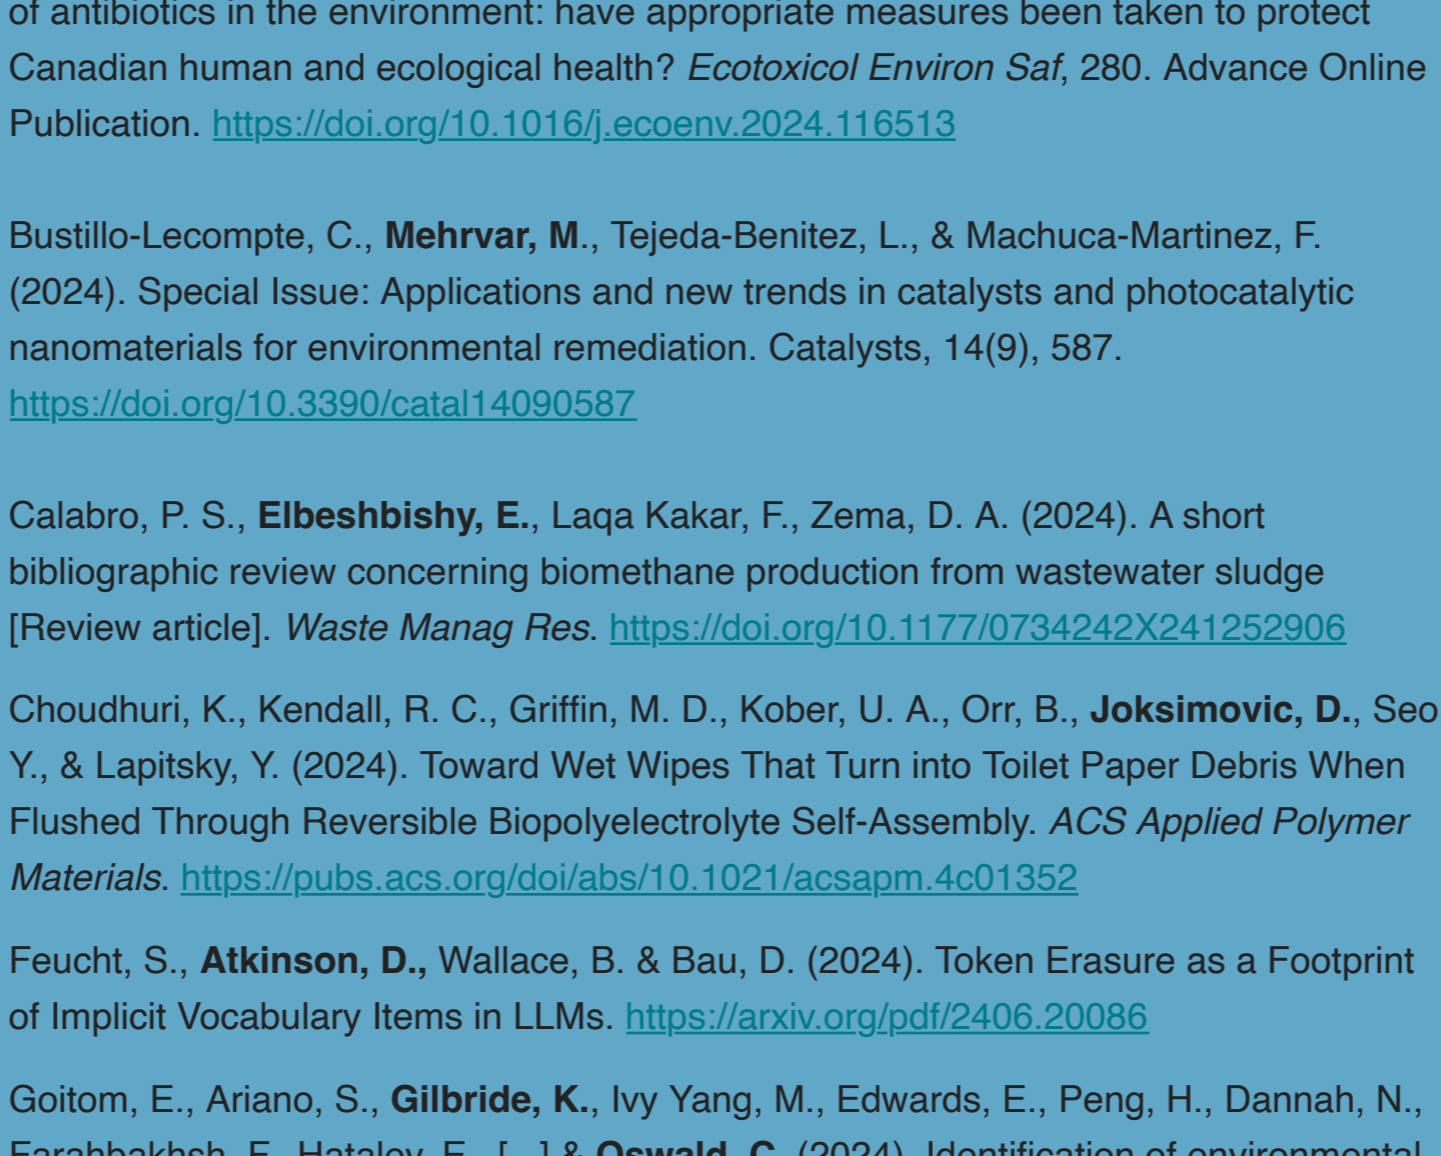 of antibiotics in the environment: have appropriate measures been taken to protect
Canadian human and ecological health? Ecotoxicol Environ Saf, 280. Advance Online
Publication. https://doi.org/10.1016/j.ecoenv.2024.116513
Bustillo-Lecompte, C., Mehrvar, M., Tejeda-Benitez, L., & Machuca-Martinez, F.
(2024). Special Issue: Applications and new trends in catalysts and photocatalytic
nanomaterials for environmental remediation. Catalysts, 14(9), 587.
https://doi.org/10.3390/catal14090587
Calabro, P. S., Elbeshbishy, E., Laqa Kakar, F., Zema, D. A. (2024). A short
bibliographic review concerning biomethane production from wastewater sludge
[Review article]. Waste Manag Res. https://doi.org/10.1177/0734242X241252906
Choudhuri, K., Kendall, R. C., Griffin, M. D., Kober, U. A., Orr, B., Joksimovic, D., Seo
Y., & Lapitsky, Y. (2024). Toward Wet Wipes That Turn into Toilet Paper Debris When
Flushed Through Reversible Biopolyelectrolyte Self-Assembly. ACS Applied Polymer
Materials. https://pubs.acs.org/doi/abs/10.1021/acsapm.4c01352
Feucht, S., Atkinson, D., Wallace, B. & Bau, D. (2024). Token Erasure as a Footprint
of Implicit Vocabulary Items in LLMs. https://arxiv.org/pdf/2406.20086
Goitom, E., Ariano, S., Gilbride, K., Ivy Yang, M., Edwards, E., Peng, H., Dannah, N.,
Farahbakhsh, F., Hataley, E., [...] & Oswald, C. (2024). Identification of environmental